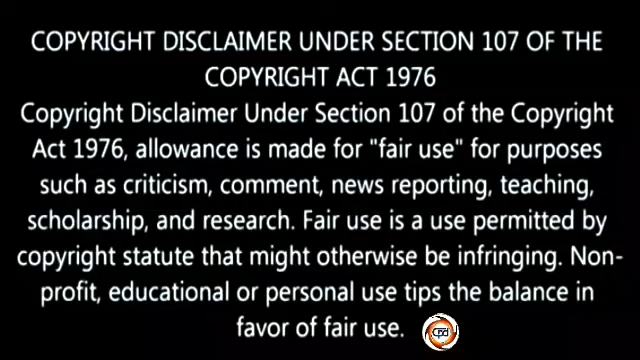 COPYRIGHT DISCLAIMER UNDER SECTION 107 OF THE
COPYRIGHT ACT 1976
Copyright Disclaimer Under Section 107 of the Copyright
Act 1976, allowance is made for "fair use" for purposes
such as criticism, comment, news reporting, teaching,
scholarship, and research. Fair use is a use permitted by
copyright statute that might otherwise be infringing. Non-
profit, educational or personal use tips the balance in
favor of fair use.